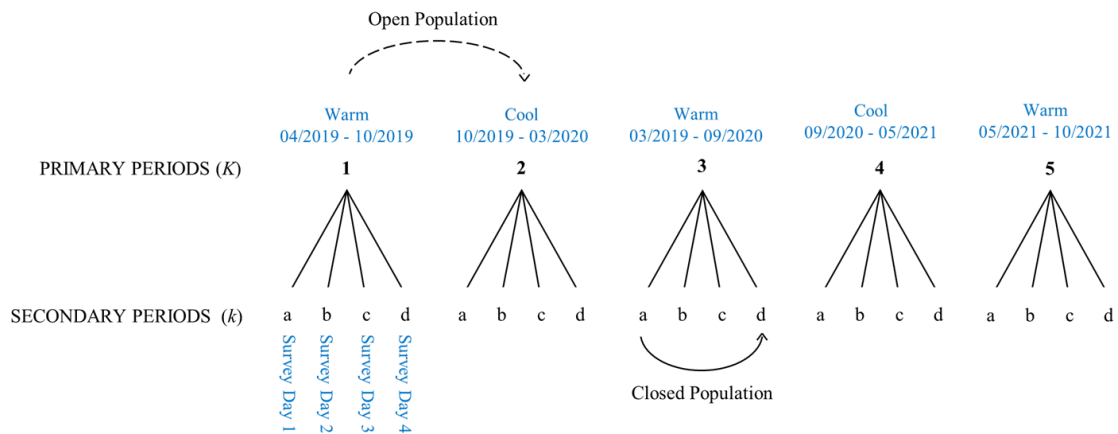 Open Population
Warm
04/2019 - 10/2019
Cool
10/2019 - 03/2020
Warm
03/2019 - 09/2020
Cool
09/2020 - 05/2021
Warm
05/2021 - 10/2021
PRIMARY PERIODS (K) 1 2 3 4 5
SECONDARY PERIODS (k) a b c d a b c d a b c d a b c d a b c d
Survey Day 1
Survey Day 2
Survey Day 3
Survey Day 4
Closed Population